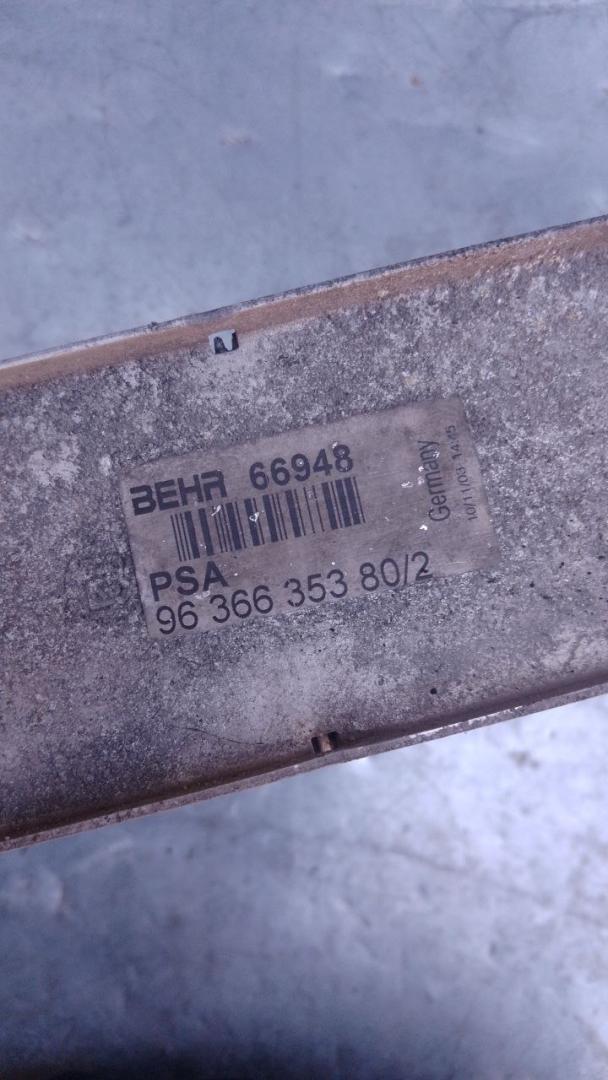 BEHR 66948
PSA
96 366 353 80/2
Germany
10/11/03 14:45